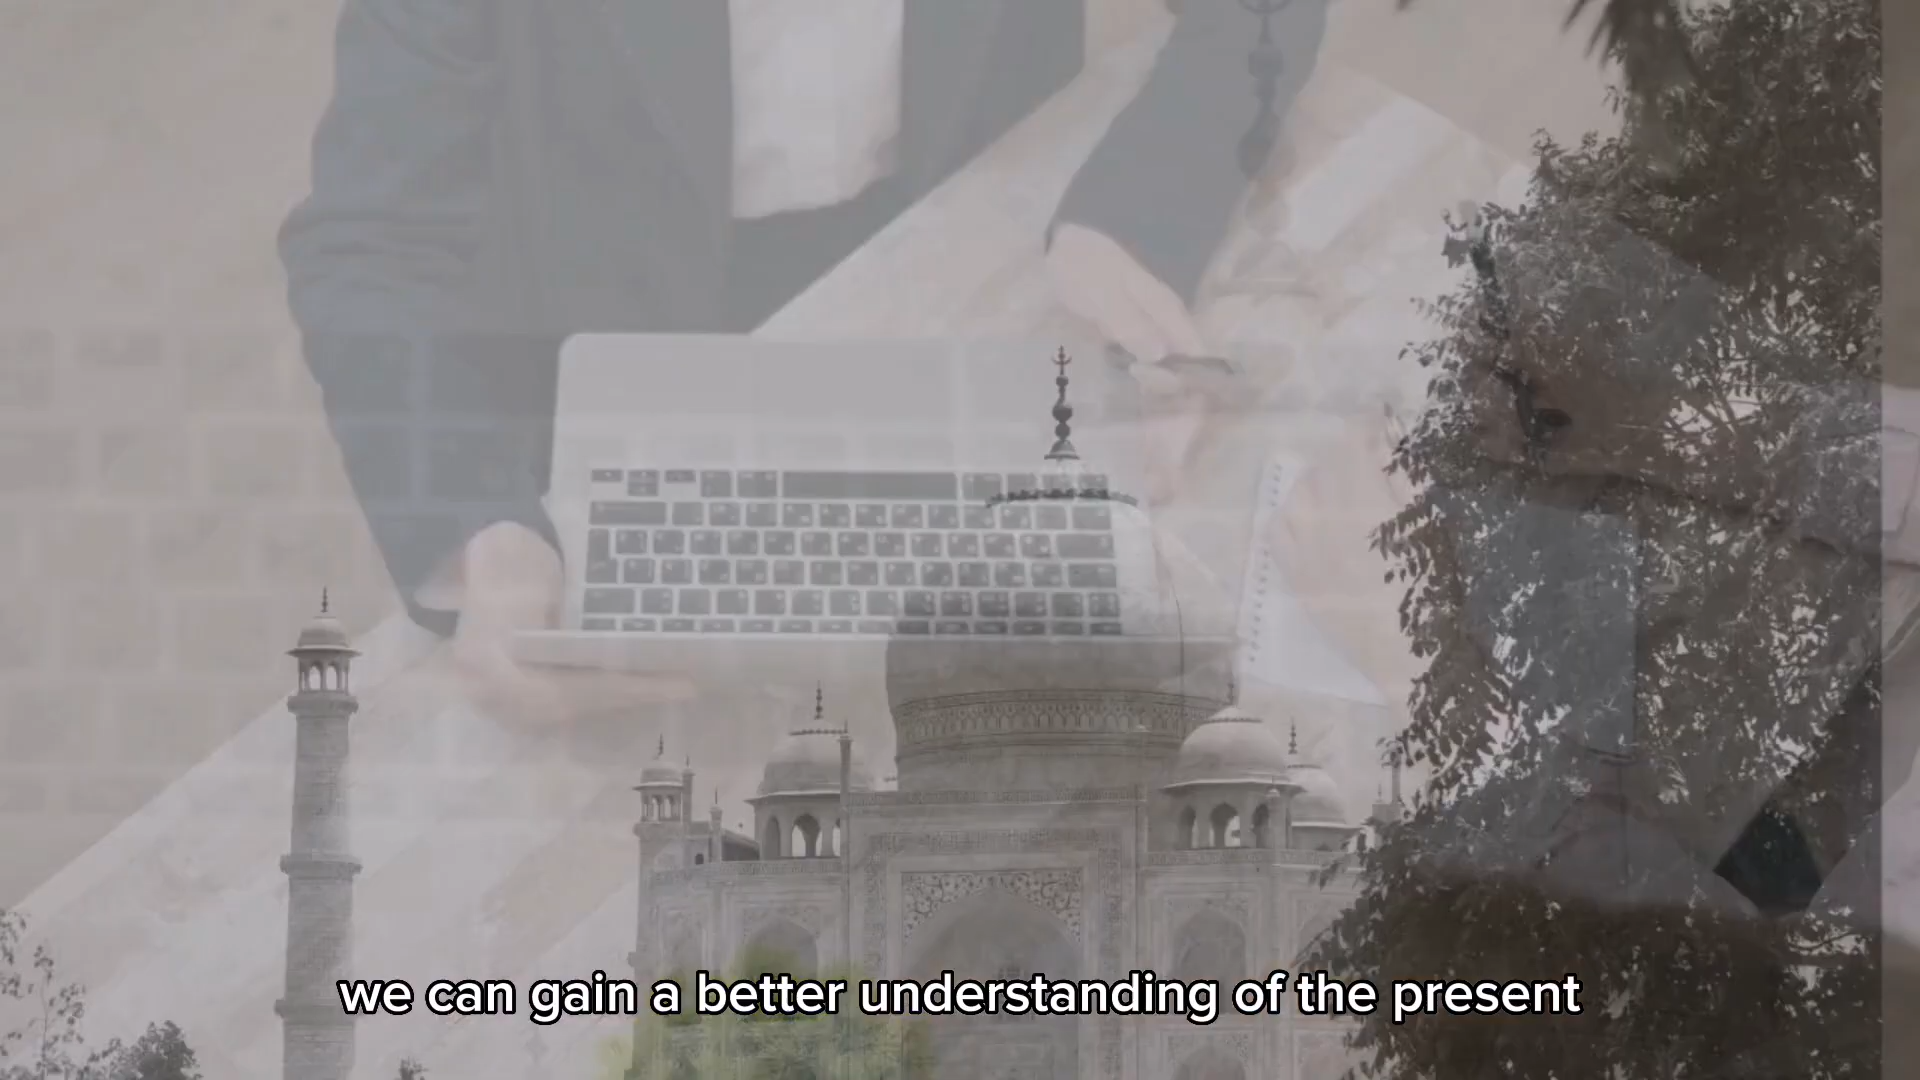 we can gain a better understanding of the present